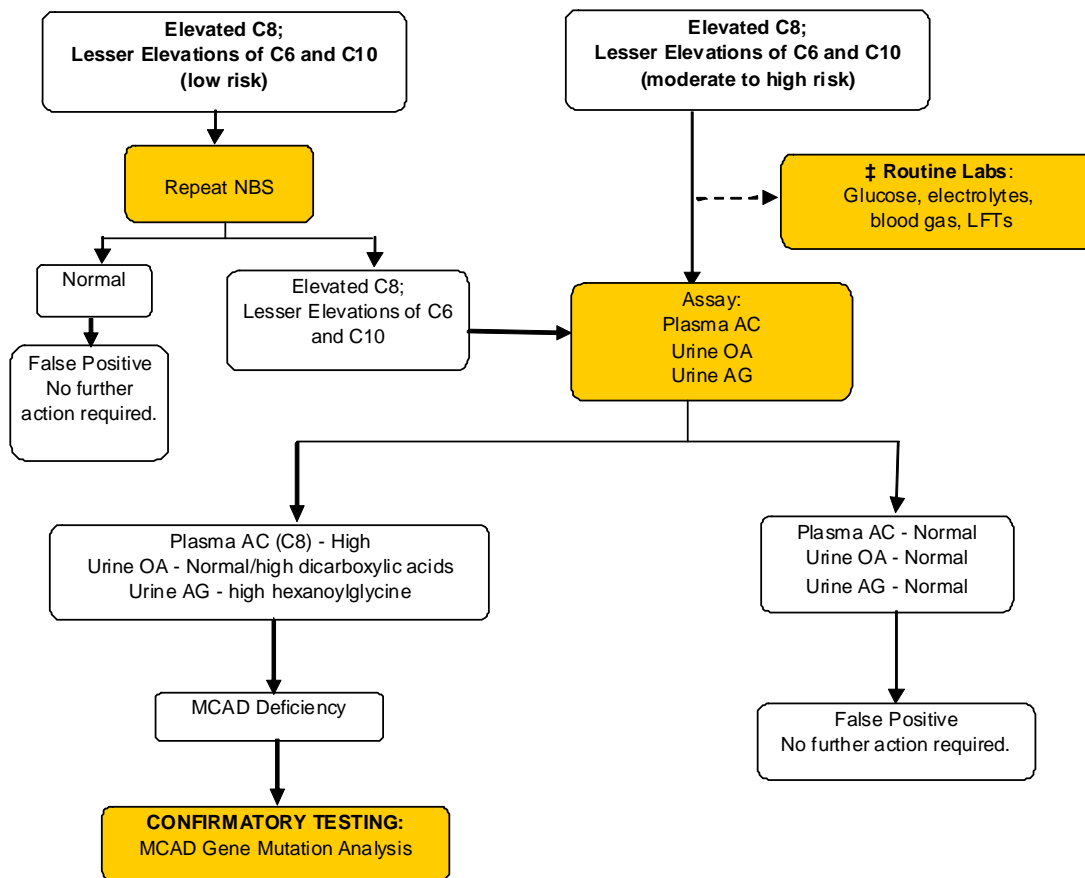 Elevated C8;
Lesser Elevations of C6 and C10
(low risk)
Elevated C8;
Lesser Elevations of C6 and C10
(moderate to high risk)
Repeat NBS
‡ Routine Labs:
Glucose, electrolytes,
blood gas, LFTs
Normal
Elevated C8;
Lesser Elevations of C6
and C10
Assay:
Plasma AC
Urine OA
Urine AG
False Positive
No further
action required.
Plasma AC (C8) - High
Urine OA - Normal/high dicarboxylic acids
Urine AG - high hexanoylglycine
Plasma AC - Normal
Urine OA - Normal
Urine AG - Normal
MCAD Deficiency
False Positive
No further action required.
CONFIRMATORY TESTING:
MCAD Gene Mutation Analysis